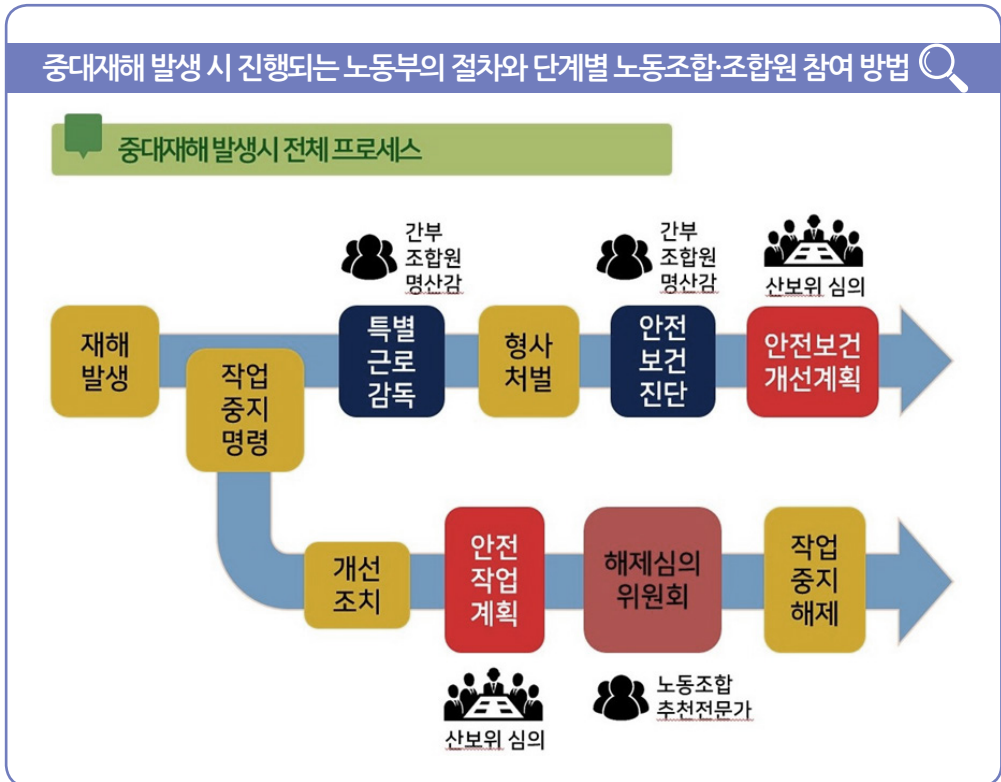 중대재해 발생 시 진행되는 노동부의 절차와 단계별 노동조합·조합원 참여 방법
중대재해 발생시 전체 프로세스
간부
조합원
명산감
간부
조합원
명산감
산보위 심의
재해
발생
작업
중지
명령
특별
근로
감독
형사
처벌
안전
보건
진단
안전보건
개선계획
개선
조치
안전
작업
계획
해제심의
위원회
작업
중지
해제
산보위 심의
노동조합
추천전문가